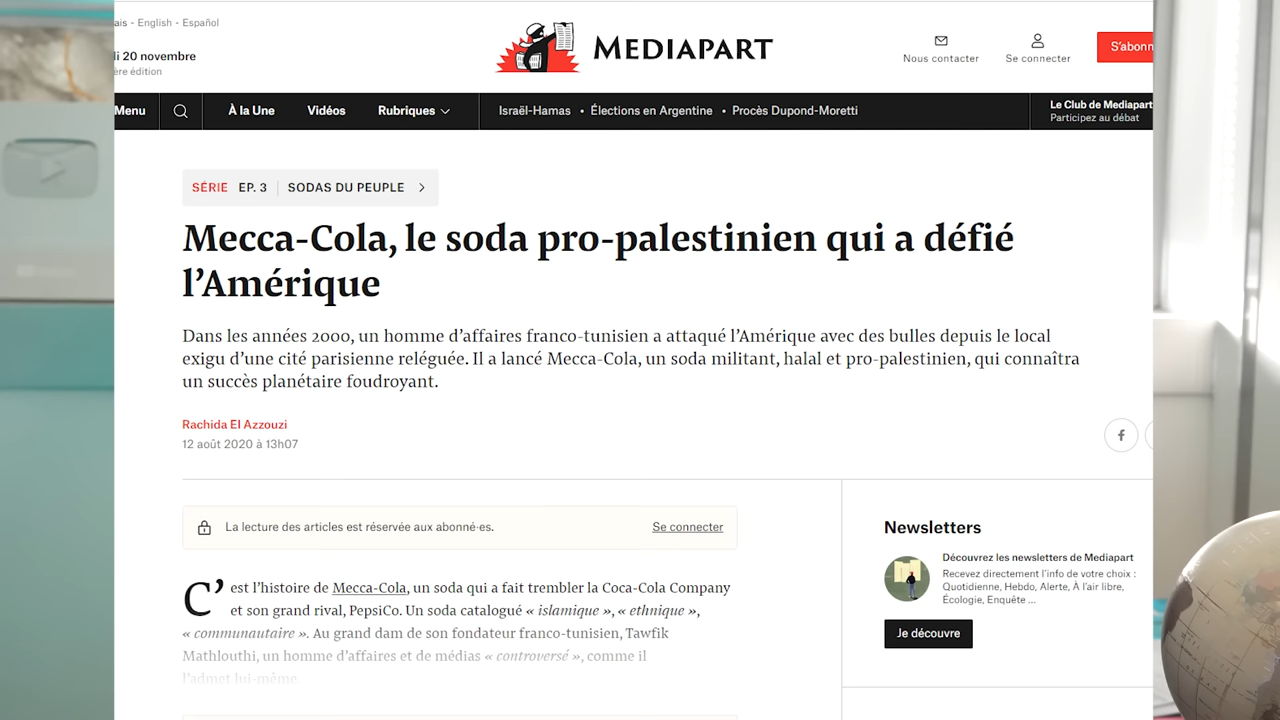 ais - English - Español
di 20 novembre
ère édition
MEDIAPART
Nous contacter
Se connecter
S'abonn
Menu
À la Une
Vidéos
Rubriques
Israël-Hamas • Élections en Argentine • Procès Dupond-Moretti
Le Club de Mediapart
Participez au débat
SÉRIE EP. 3 SODAS DU PEUPLE
Mecca-Cola, le soda pro-palestinien qui a défié
l’Amérique
Dans les années 2000, un homme d’affaires franco-tunisien a attaqué l’Amérique avec des bulles depuis le local
exigu d’une cité parisienne reléguée. Il a lancé Mecca-Cola, un soda militant, halal et pro-palestinien, qui connaîtra
un succès planétaire foudroyant.
Rachida El Azzouzi
12 août 2020 à 13h07
La lecture des articles est réservée aux abonné·es.
Se connecter
C’est l’histoire de Mecca-Cola, un soda qui a fait trembler la Coca-Cola Company
et son grand rival, PepsiCo. Un soda catalogué « islamique », « ethnique »,
« communautaire ». Au grand dam de son fondateur franco-tunisien, Tawfik
Mathlouthi, un homme d’affaires et de médias « controversé », comme il
l’admet lui-même.
Newsletters
Découvrez les newsletters de Mediapart
Recevez directement l’info de votre choix :
Quotidienne, Hebdo, Alerte, À l’air libre,
Écologie, Enquête ...
Je découvre